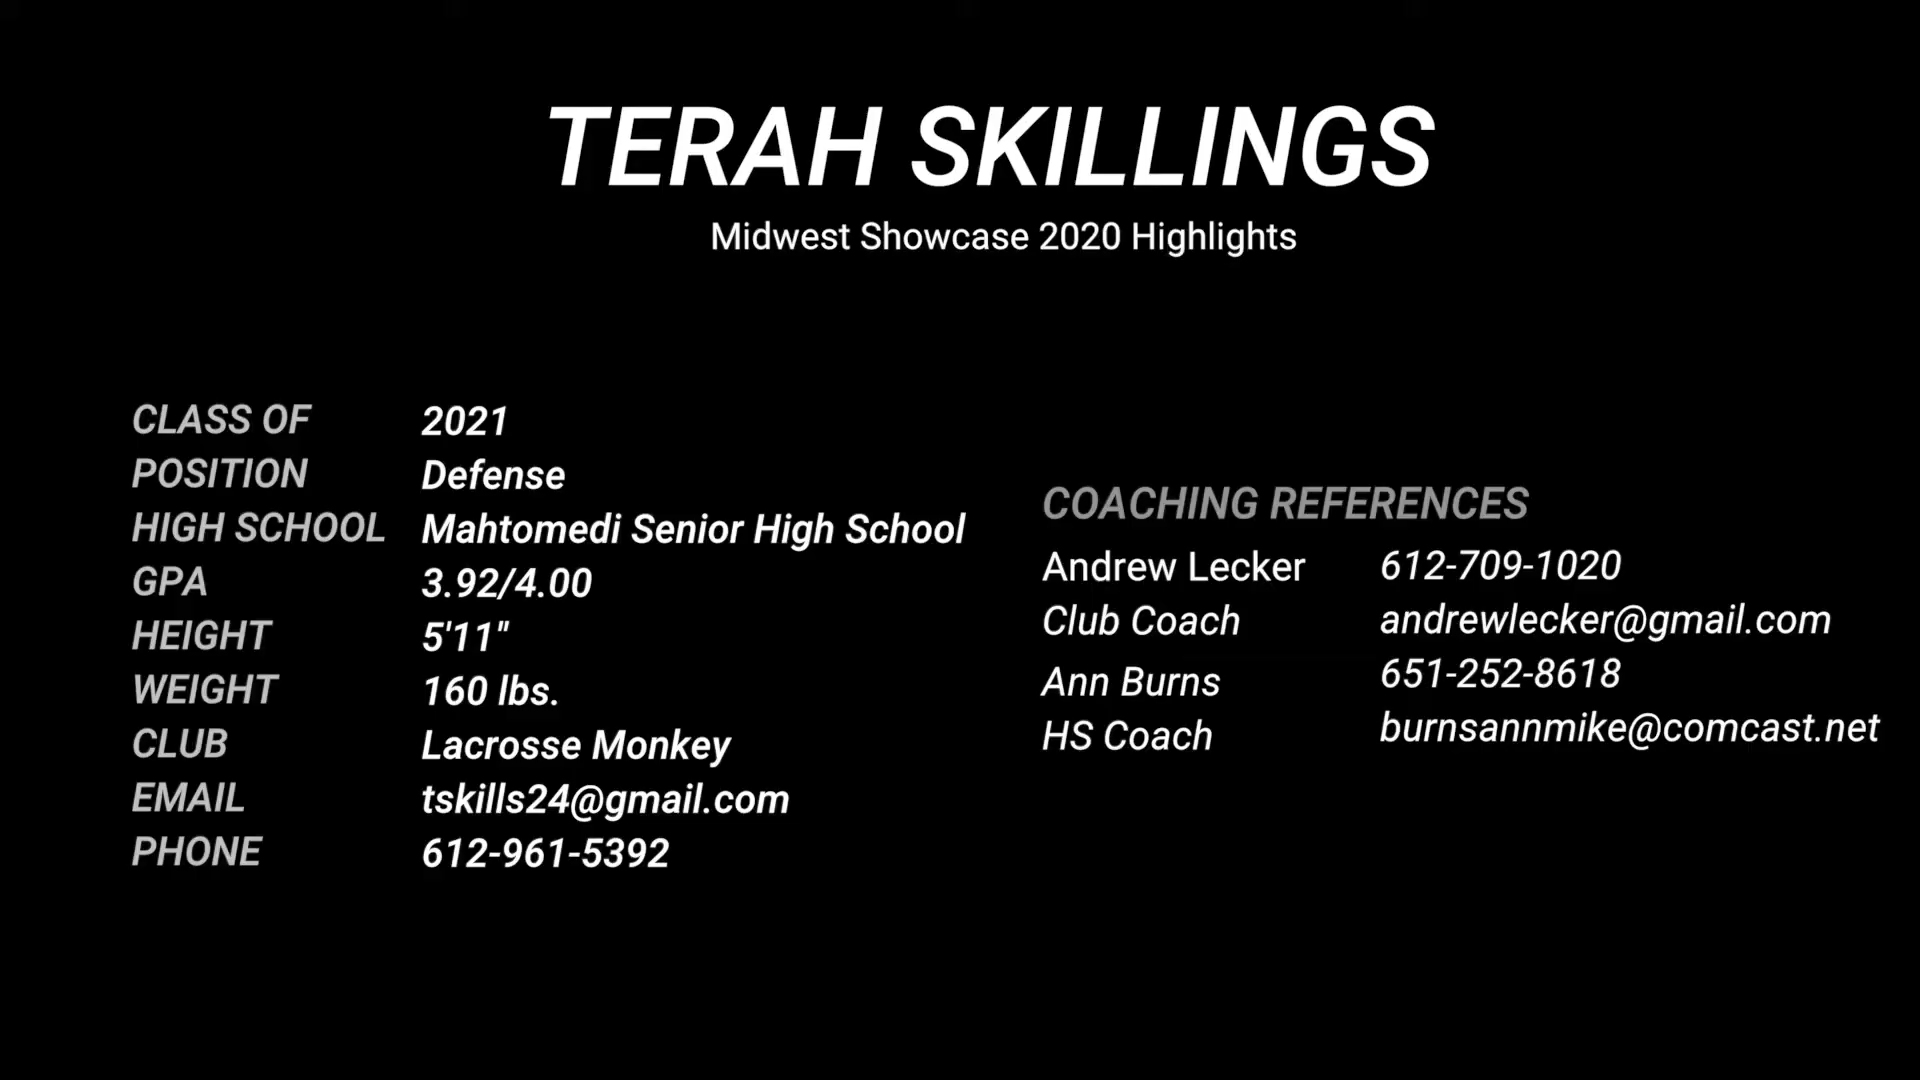 TERAH SKILLINGS
Midwest Showcase 2020 Highlights
CLASS OF 2021
POSITION Defense
HIGH SCHOOL Mahtomedi Senior High School
GPA 3.92/4.00
HEIGHT 5'11"
WEIGHT 160 lbs.
CLUB Lacrosse Monkey
EMAIL tskills24@gmail.com
PHONE 612-961-5392
COACHING REFERENCES
Andrew Lecker 612-709-1020
Club Coach andrewlecker@gmail.com
Ann Burns 651-252-8618
HS Coach burnsannmike@comcast.net